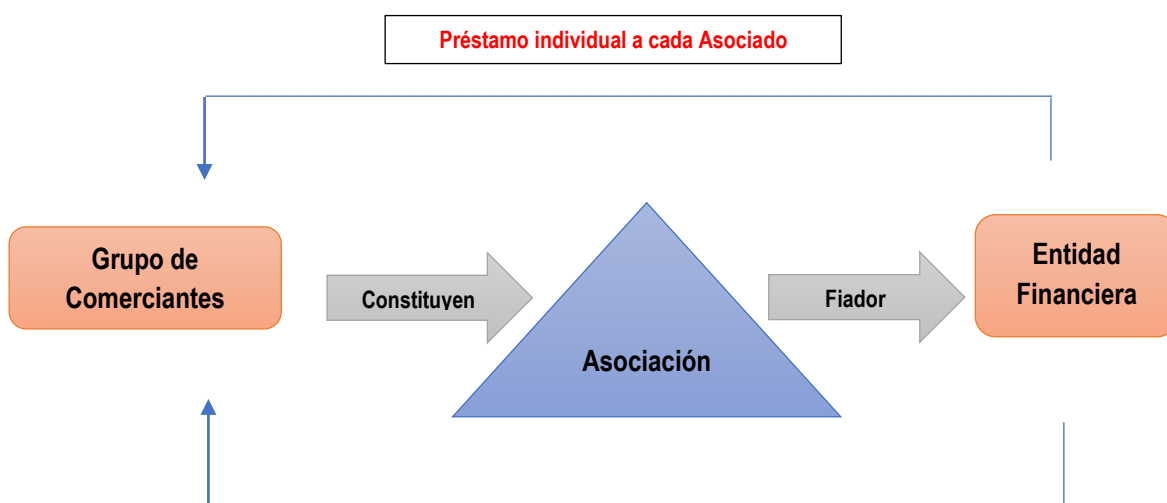 Préstamo individual a cada Asociado
Grupo de
Comerciantes
Constituyen
Asociación
Fiador
Entidad
Financiera